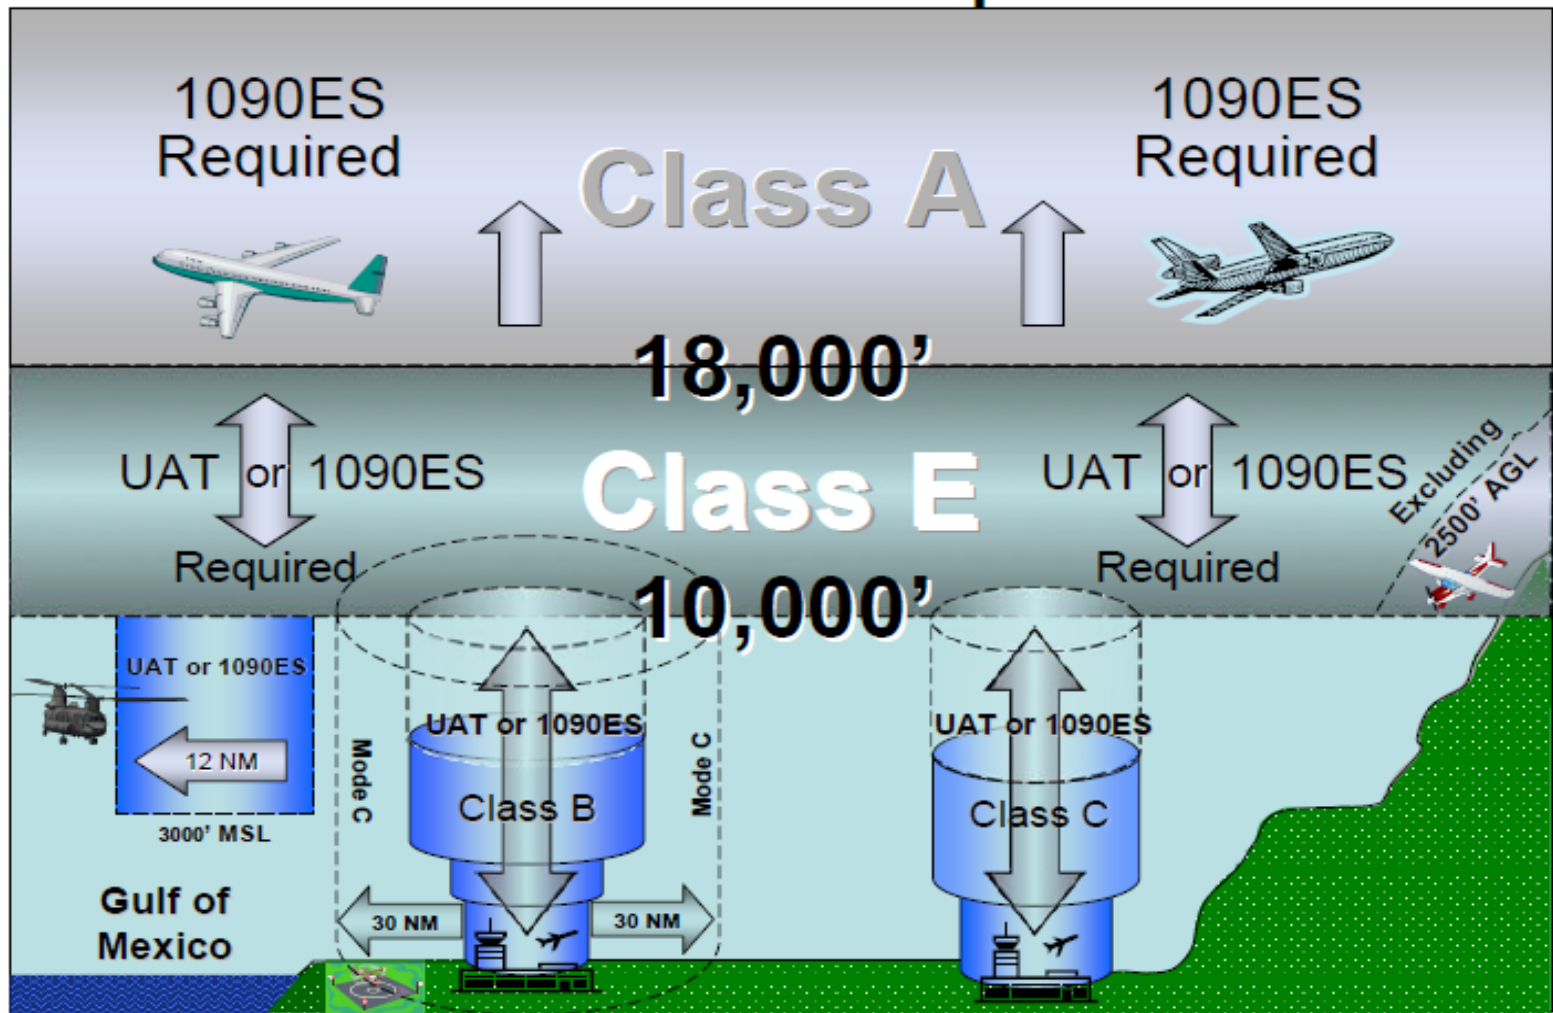 1090ES
Required
1090ES
Required
Class A
18,000’
UAT or 1090ES
Required
Class E
UAT or 1090ES
Required
Excluding
2500’ AGL
10,000’
UAT or 1090ES
12 NM
3000’ MSL
Gulf of
Mexico
Mode C
UAT or 1090ES
Class B
Mode C
30 NM
30 NM
UAT or 1090ES
Class C